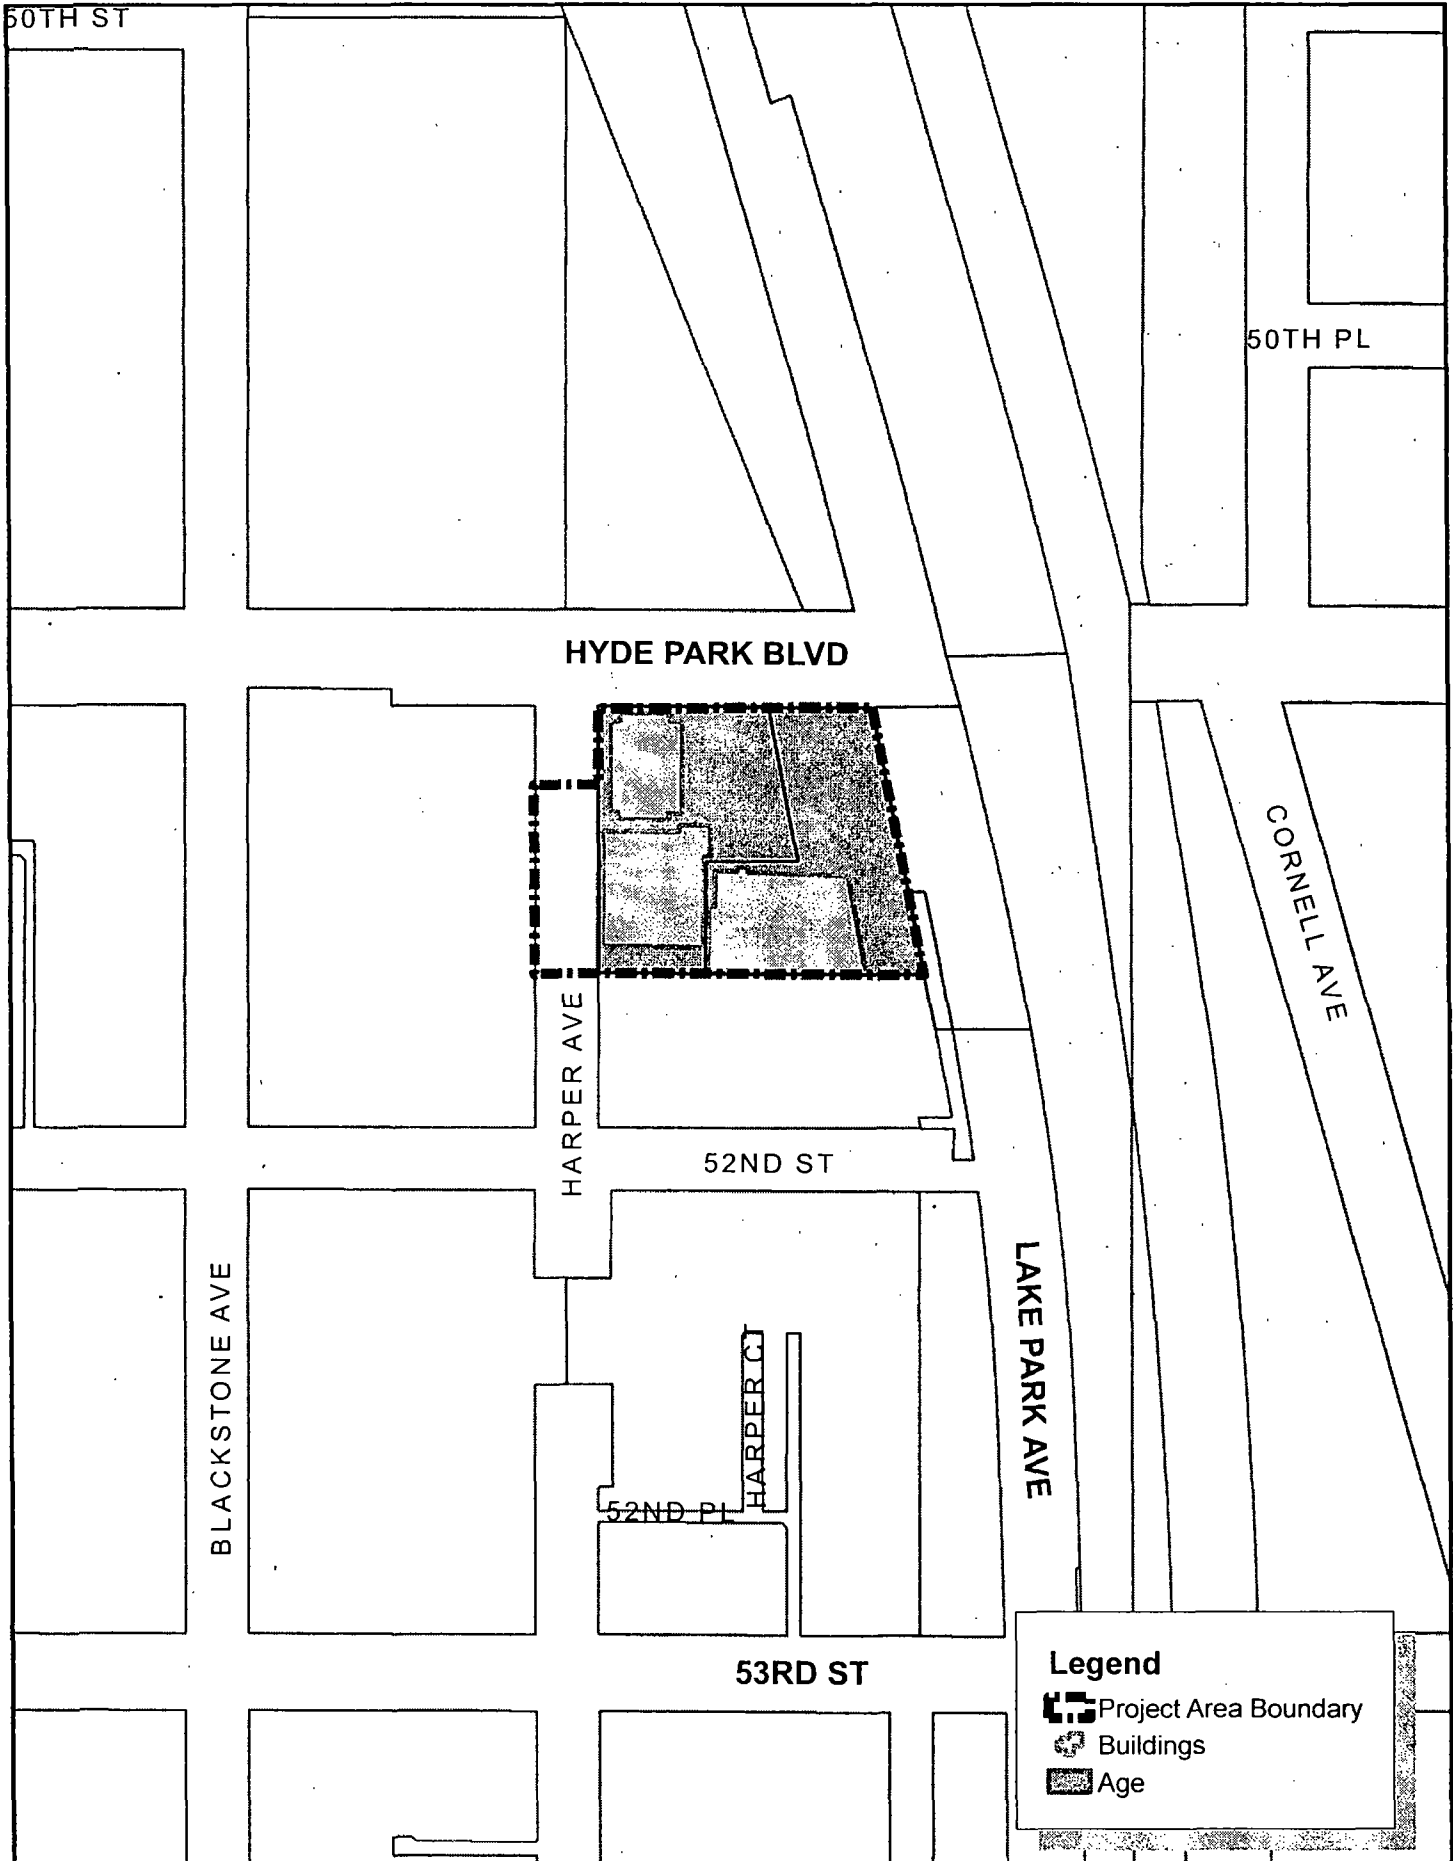 50TH ST
50TH PL
HYDE PARK BLVD
CORNELL AVE
HARPER AVE
52ND ST
LAKE PARK AVE
BLACKSTONE AVE
HARPER CT
52ND PL
53RD ST
Legend
Project Area Boundary
Buildings
Age